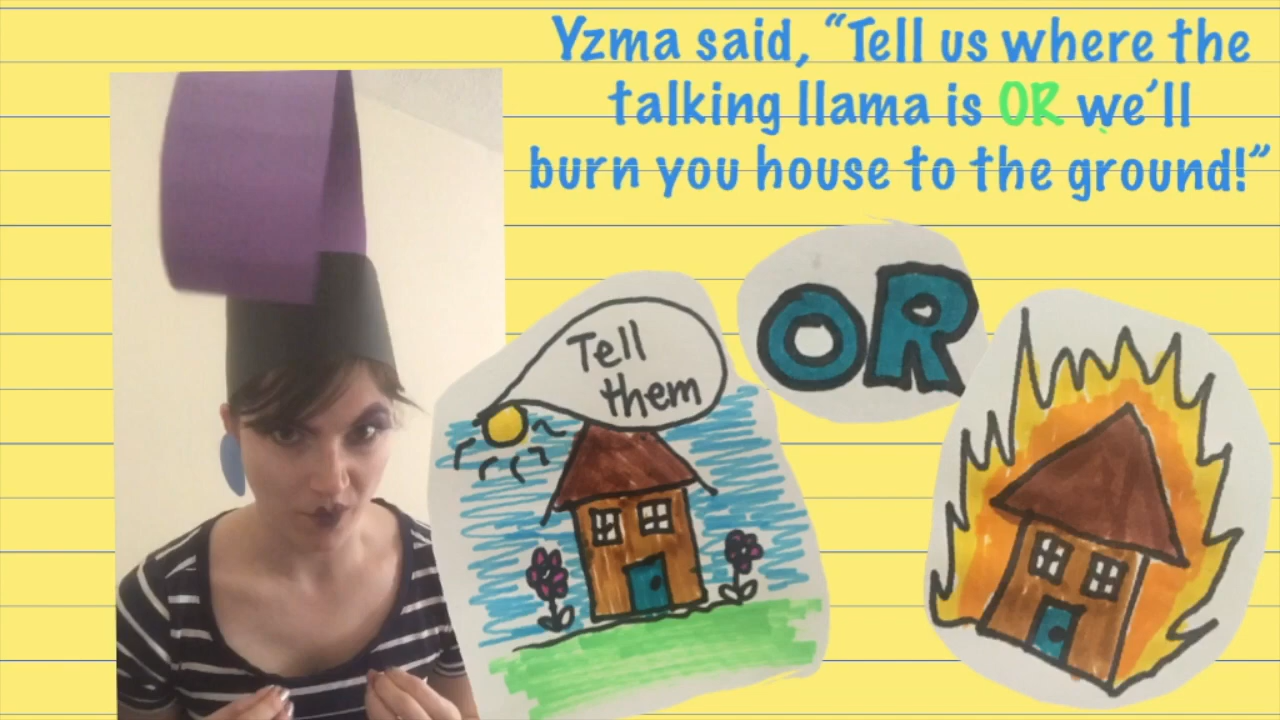 Yzma said, “Tell us where the
talking llama is OR we’ll
burn you house to the ground!”
OR
Tell
them